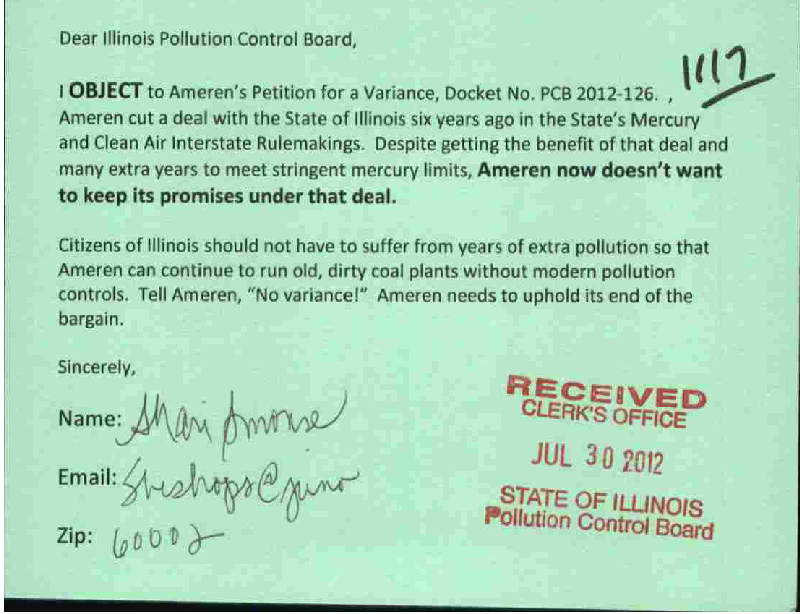 Dear Illinois Pollution Control Board,
1117
I OBJECT to Ameren's Petition for a Variance, Docket No. PCB 2012-126. ,
Ameren cut a deal with the State of Illinois six years ago in the State's Mercury
and Clean Air Interstate Rulemakings. Despite getting the benefit of that deal and
many extra years to meet stringent mercury limits, Ameren now doesn't want
to keep its promises under that deal.
Citizens of Illinois should not have to suffer from years of extra pollution so that
Ameren can continue to run old, dirty coal plants without modern pollution
controls. Tell Ameren, "No variance!" Ameren needs to uphold its end of the
bargain.
Sincerely,
Name: Shari
Email:
Zip: 60002
RECEIVED
CLERK'S OFFICE
JUL 30 2012
STATE OF ILLINOIS
Pollution Control Board